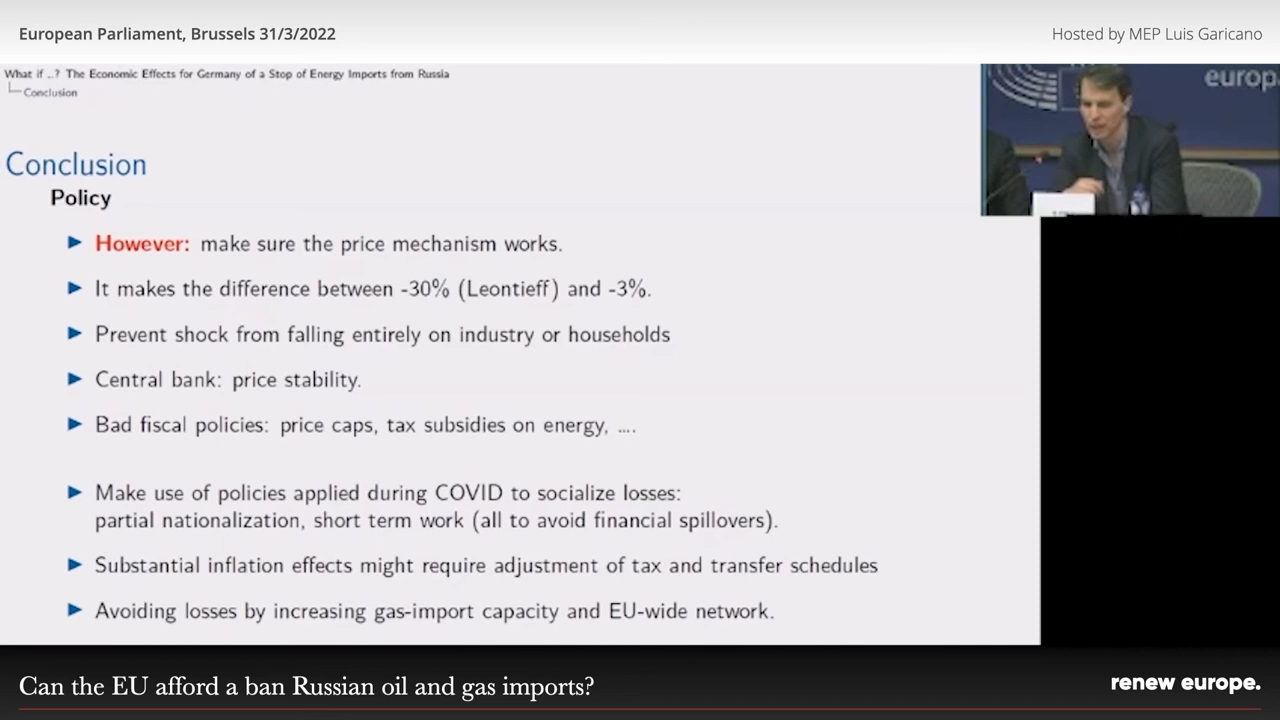 European Parliament, Brussels 31/3/2022
Hosted by MEP Luis Garicano
What if ..? The Economic Effects for Germany of a Stop of Energy Imports from Russia
Conclusion
europ
Conclusion
Policy
However: make sure the price mechanism works.
It makes the difference between -30% (Leontieff) and -3%.
Prevent shock from falling entirely on industry or households
Central bank: price stability.
Bad fiscal policies: price caps, tax subsidies on energy, ....
Make use of policies applied during COVID to socialize losses:
partial nationalization, short term work (all to avoid financial spillovers).
Substantial inflation effects might require adjustment of tax and transfer schedules
Avoiding losses by increasing gas-import capacity and EU-wide network.
Can the EU afford a ban Russian oil and gas imports?
renew europe.